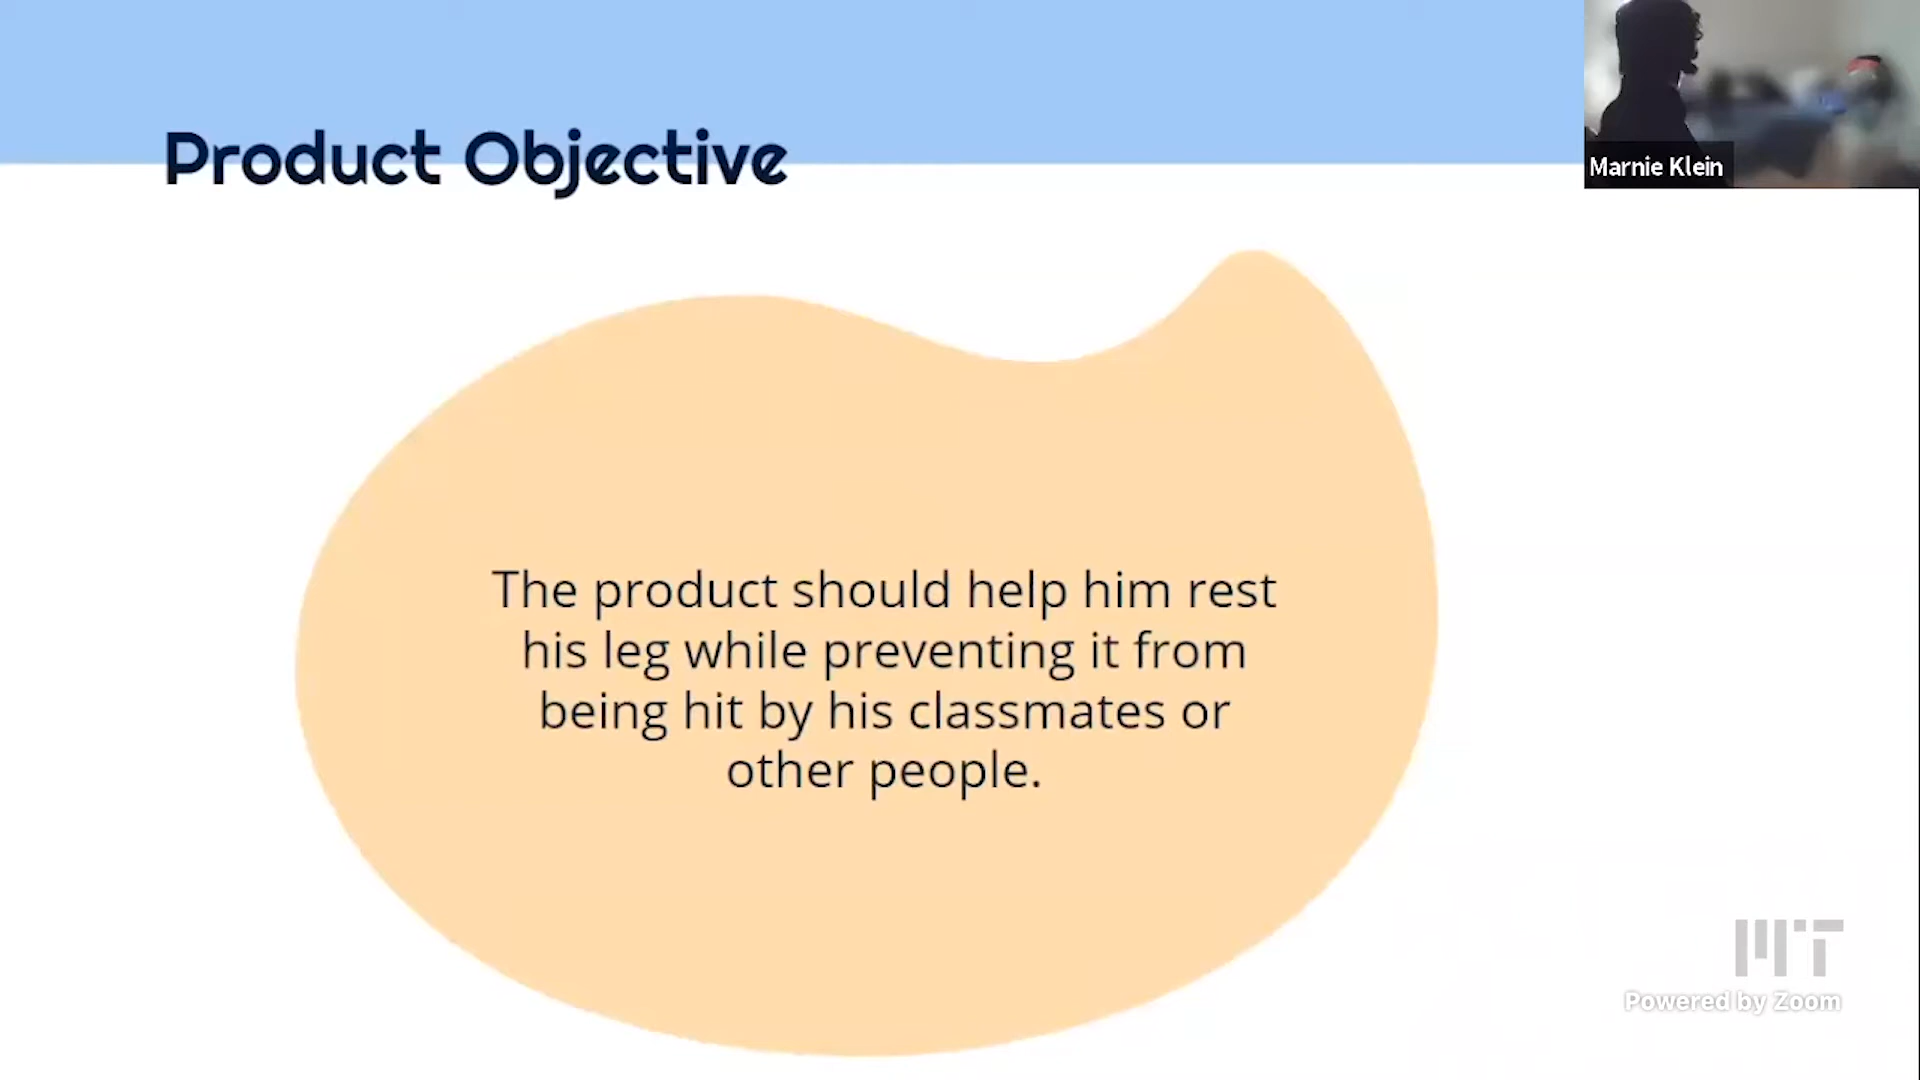 Product Objective
Marnie Klein
The product should help him rest
his leg while preventing it from
being hit by his classmates or
other people.
MIT
Powered by Zoom